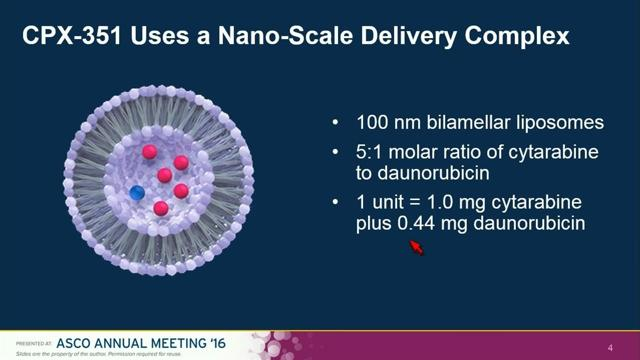 CPX-351 Uses a Nano-Scale Delivery Complex
• 100 nm bilamellar liposomes
• 5:1 molar ratio of cytarabine
to daunorubicin
• 1 unit = 1.0 mg cytarabine
plus 0.44 mg daunorubicin
PRESENTED AT: ASCO ANNUAL MEETING '16
Slides are the property of the author. Permission required for reuse.
4